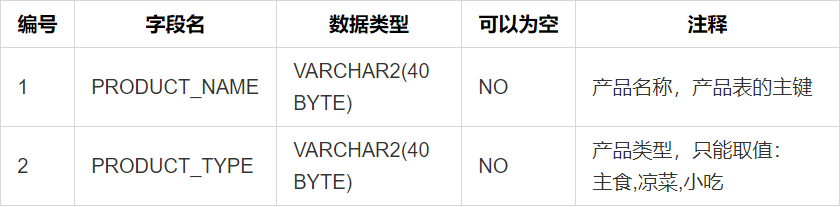 编号 字段名 数据类型 可以为空 注释
1 PRODUCT_NAME VARCHAR2(40 BYTE) NO 产品名称，产品表的主键
2 PRODUCT_TYPE VARCHAR2(40 BYTE) NO 产品类型，只能取值：
主食,凉菜,小吃